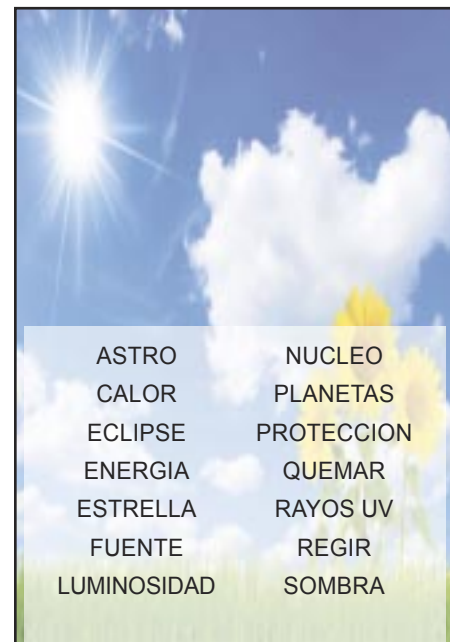 ASTRO
CALOR
ECLIPSE
ENERGIA
ESTRELLA
FUENTE
LUMINOSIDAD
NUCLEO
PLANETAS
PROTECCION
QUEMAR
RAYOS UV
REGIR
SOMBRA